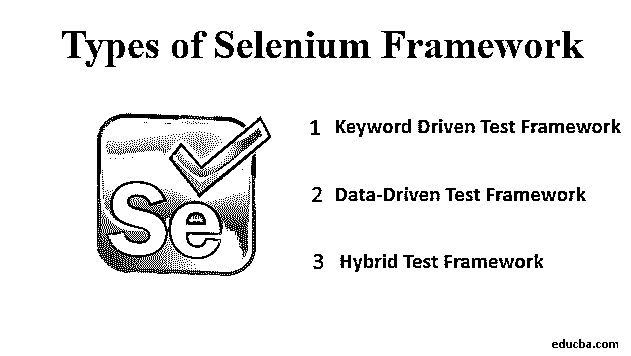 Types of Selenium Framework
Se
1 Keyword Driven Test Framework
2 Data-Driven Test Framework
3 Hybrid Test Framework
educba.com